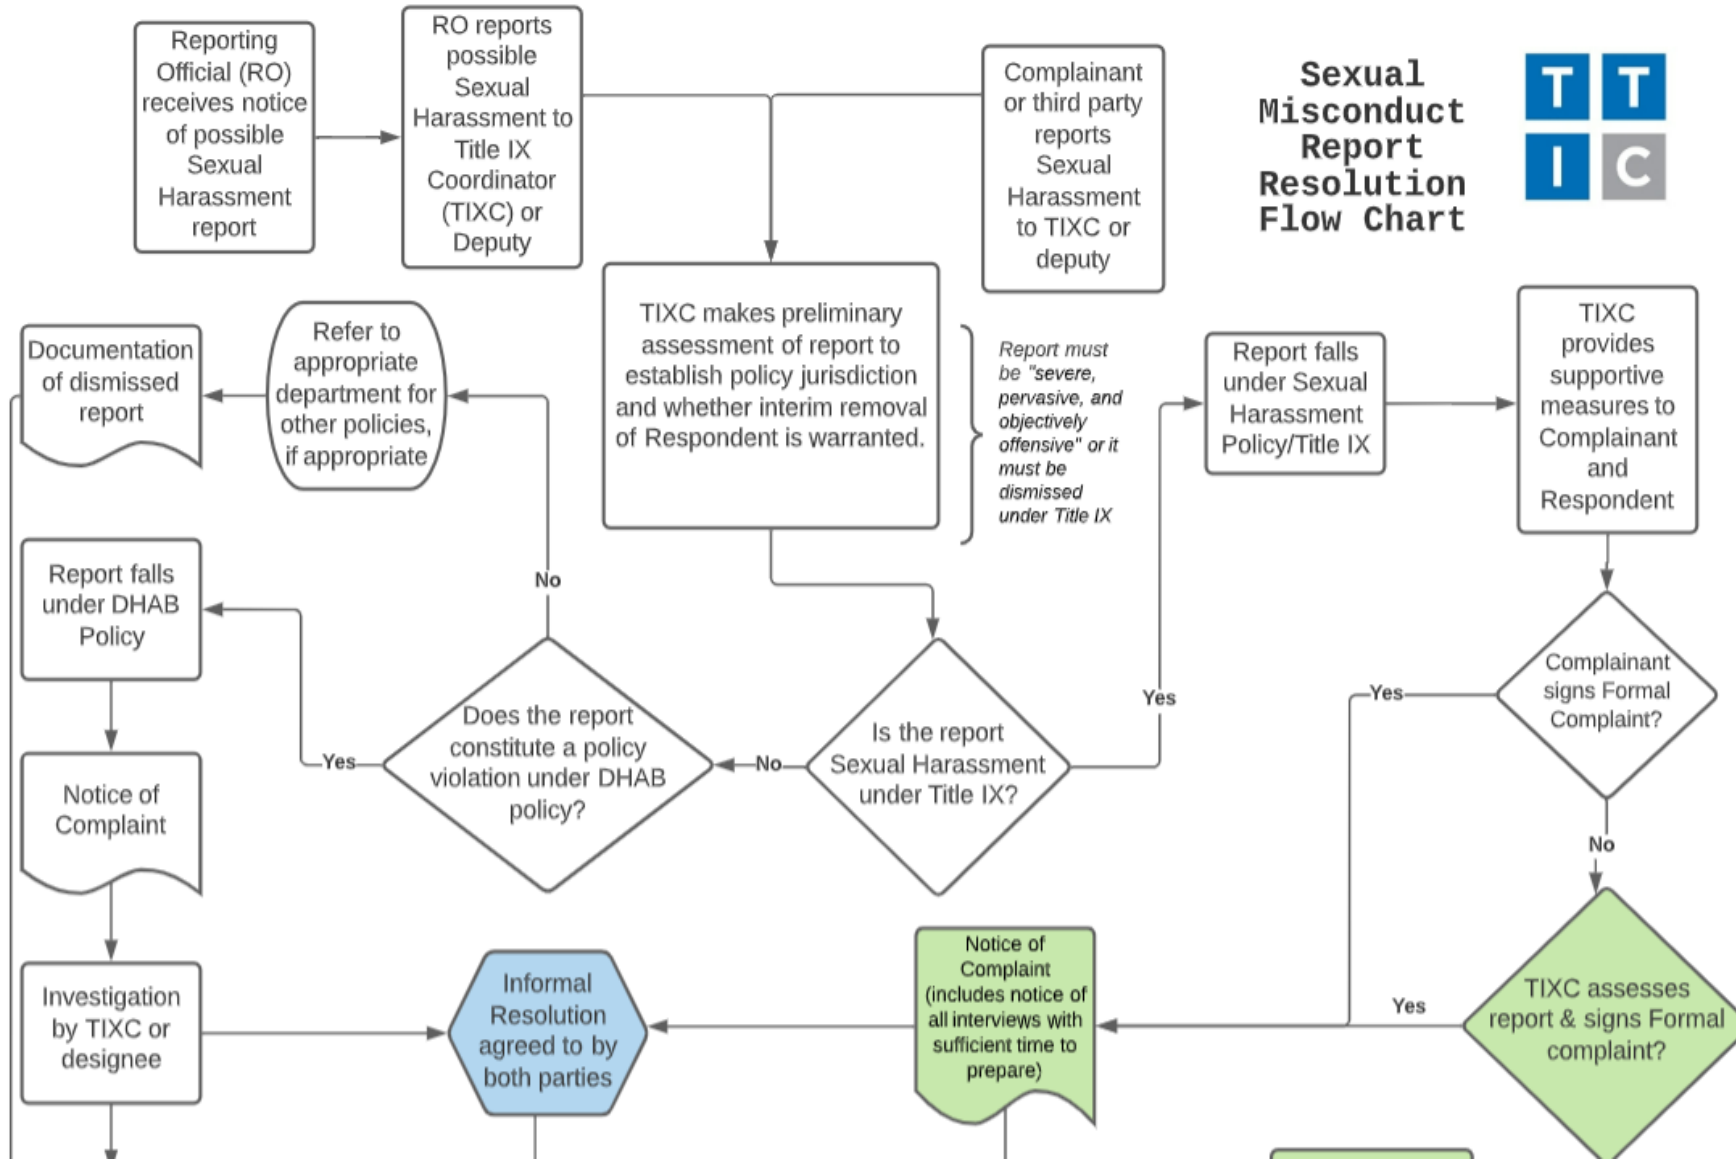 Reporting
Official (RO)
receives notice
of possible
Sexual
Harassment
report
RO reports
possible
Sexual
Harassment to
Title IX
Coordinator
(TIXC) or
Deputy
Complainant
or third party
reports
Sexual
Harassment
to TIXC or
deputy
Sexual
Misconduct
Report
Resolution
Flow Chart
T T
I C
Documentation
of dismissed
report
Refer to
appropriate
department for
other policies,
if appropriate
TIXC makes preliminary
assessment of report to
establish policy jurisdiction
and whether interim removal
of Respondent is warranted.
Report must
be "severe,
pervasive, and
objectively
offensive" or it
must be
dismissed
under Title IX
Report falls
under Sexual
Harassment
Policy/Title IX
TIXC
provides
supportive
measures to
Complainant
and
Respondent
Report falls
under DHAB
Policy
No
Yes
Does the report
constitute a policy
violation under DHAB
policy?
No
Is the report
Sexual Harassment
under Title IX?
Yes
Yes
Complainant
signs Formal
Complaint?
No
Notice of
Complaint
Investigation
by TIXC or
designee
Informal
Resolution
agreed to by
both parties
Notice of
Complaint
(includes notice of
all interviews with
sufficient time to
prepare)
Yes
TIXC assesses
report & signs Formal
complaint?